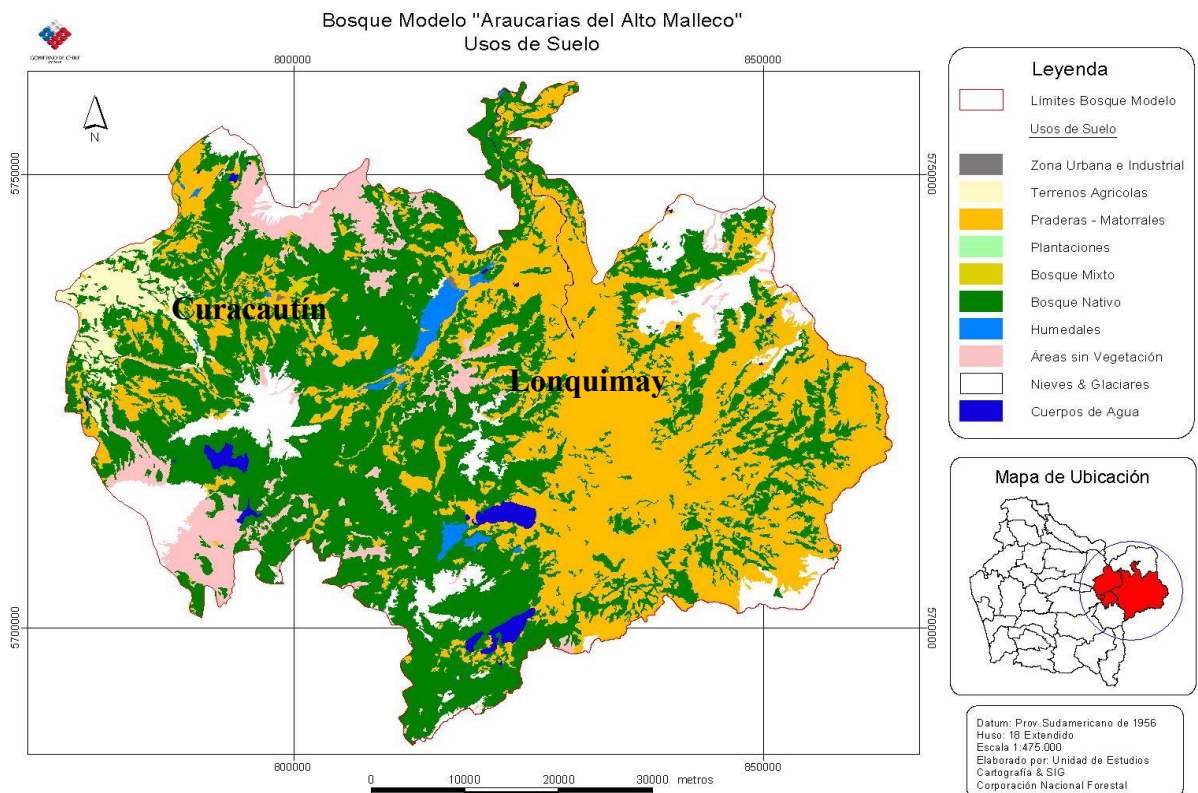 Bosque Modelo "Araucarias del Alto Malleco"
Usos de Suelo
GOBIERNO DE CHILE
800000
850000
5750000
5750000
N
Curacautín
Lonquimay
5700000
5700000
800000
850000
0 10000 20000 30000 metros
Leyenda
Límites Bosque Modelo
Usos de Suelo
Zona Urbana e Industrial
Terrenos Agricolas
Praderas - Matorrales
Plantaciones
Bosque Mixto
Bosque Nativo
Humedales
Áreas sin Vegetación
Nieves & Glaciares
Cuerpos de Agua
Mapa de Ubicación
Datum: Prov.Sudamericano de 1956
Huso: 18 Extendido
Escala 1:475.000
Elaborado por: Unidad de Estudios
Cartografía & SIG
Corporación Nacional Forestal